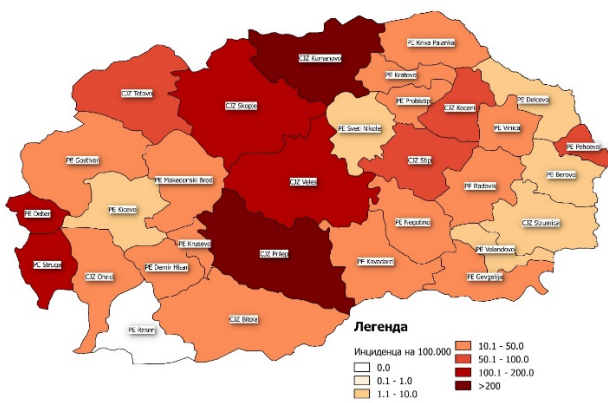 PE Kriva Palanka
CJZ Kumanovo
PE Kratovo
CJZ Tetovo
PE Probistip
CJZ Kocani
PE Delcevo
CJZ Skopje
PE Vinica
PE Sveti Nikole
PE Pehcevo
CJZ Stip
PE Gostivar
PE Makedonski Brod
PE Berovo
CJZ Veles
PE Radovis
PE Kicevo
PE Debar
PE Negotino
CJZ Strumica
PE Krusevo
PE Valandovo
CJZ Prilep
PE Struga
PE Demir Hisar
PE Kavadarci
CJZ Ohrid
PE Gevgelija
CJZ Bitola
PE Resen
Легенда
Инциденца на 100.000
0.0
0.1 - 1.0
1.1 - 10.0
10.1 - 50.0
50.1 - 100.0
100.1 - 200.0
>200